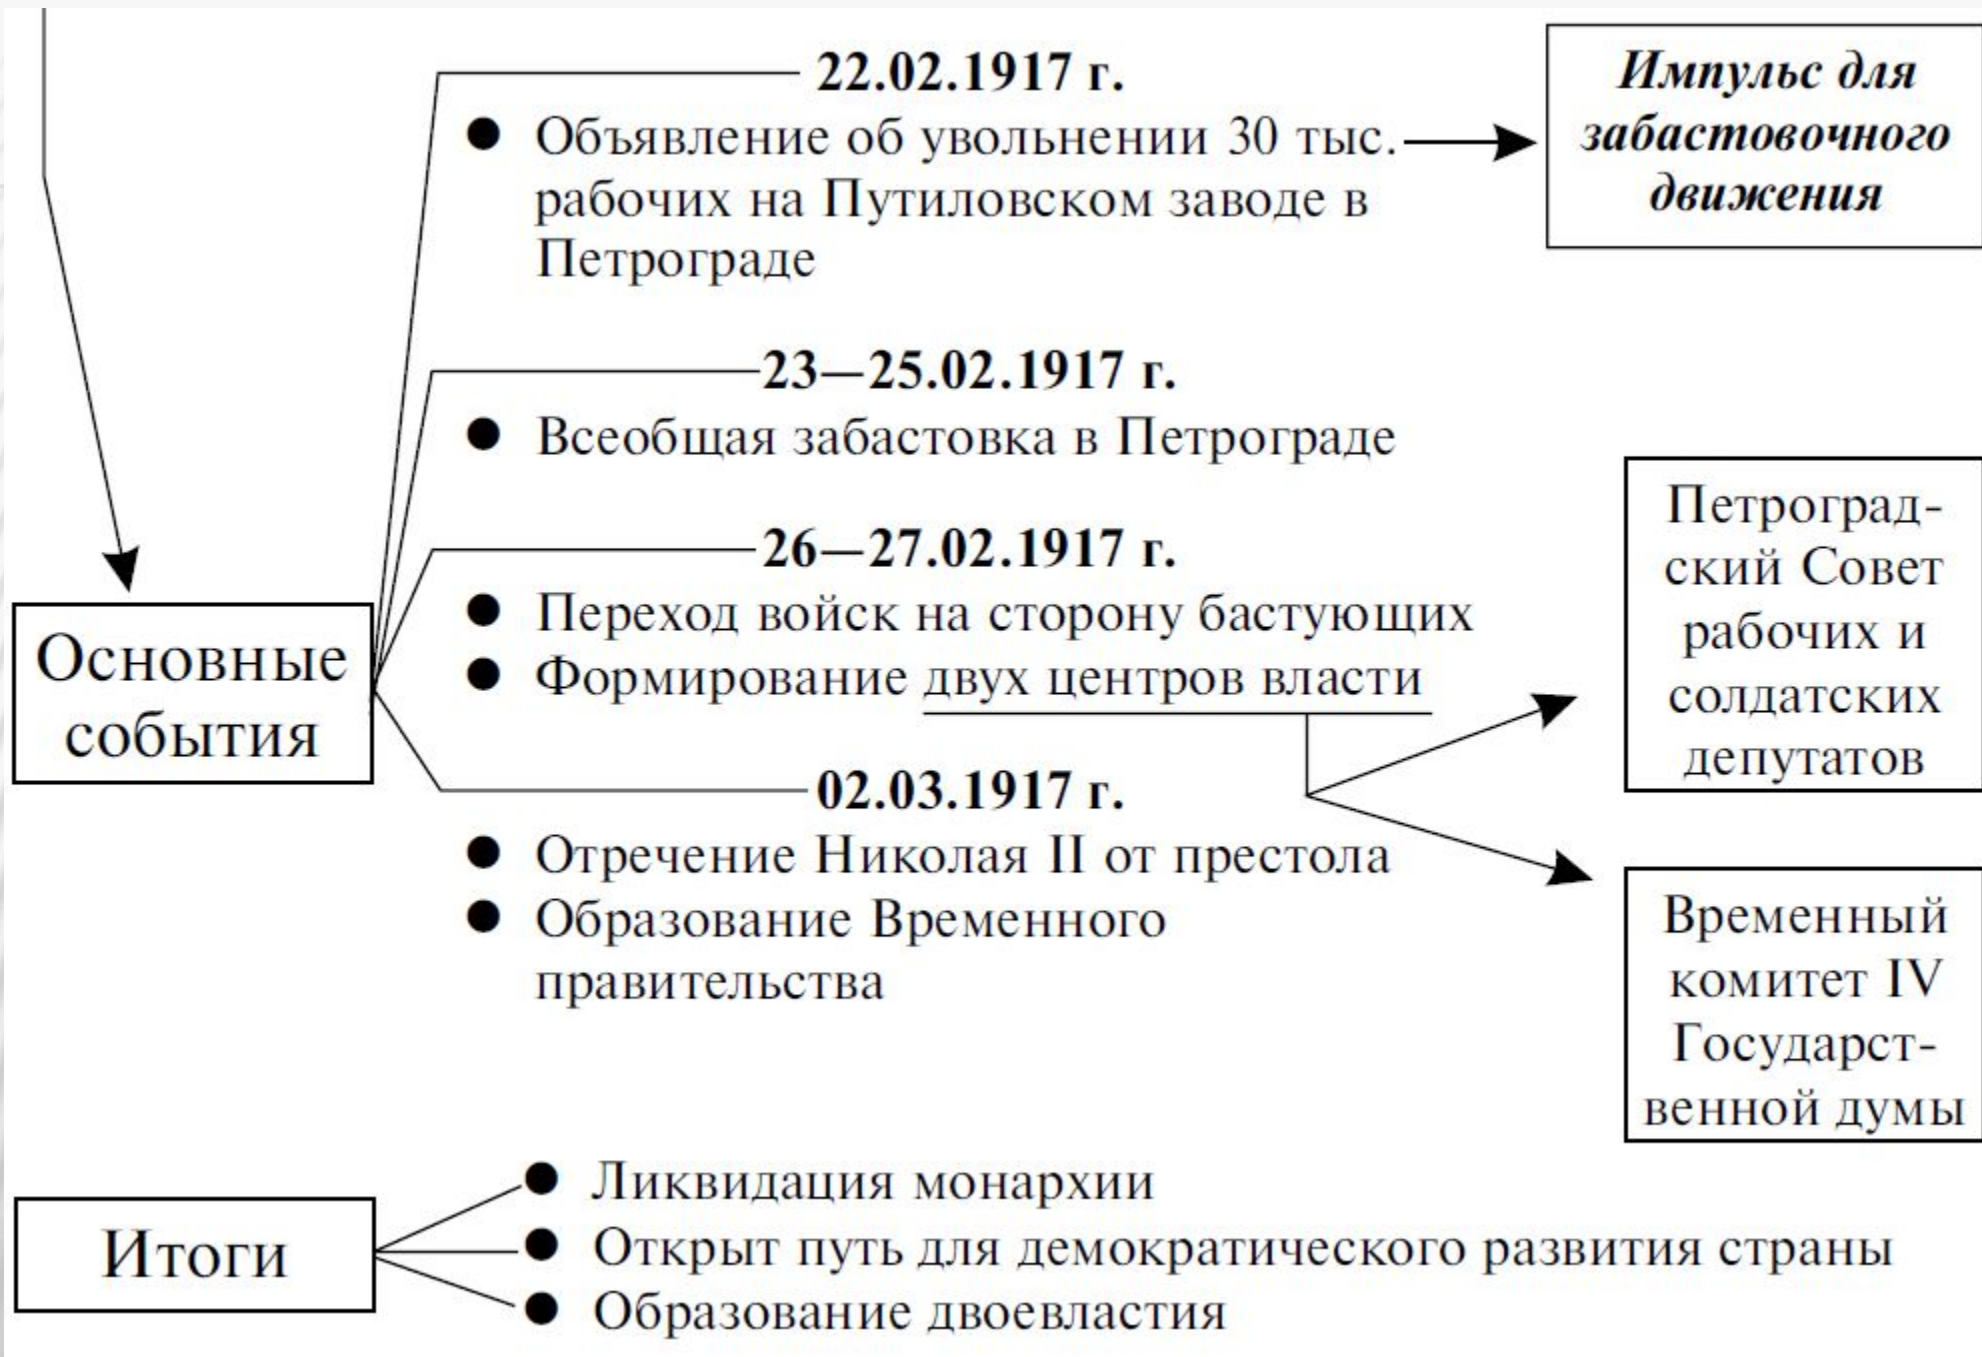 22.02.1917 г.
● Объявление об увольнении 30 тыс.
рабочих на Путиловском заводе в
Петрограде
Импульс для
забастовочного
движения
23—25.02.1917 г.
● Всеобщая забастовка в Петрограде
26—27.02.1917 г.
● Переход войск на сторону бастующих
● Формирование двух центров власти
Петроград-
ский Совет
рабочих и
солдатских
депутатов
Основные
события
02.03.1917 г.
● Отречение Николая II от престола
● Образование Временного
правительства
Временный
комитет IV
Государст-
венной думы
Итоги
● Ликвидация монархии
● Открыт путь для демократического развития страны
● Образование двоевластия